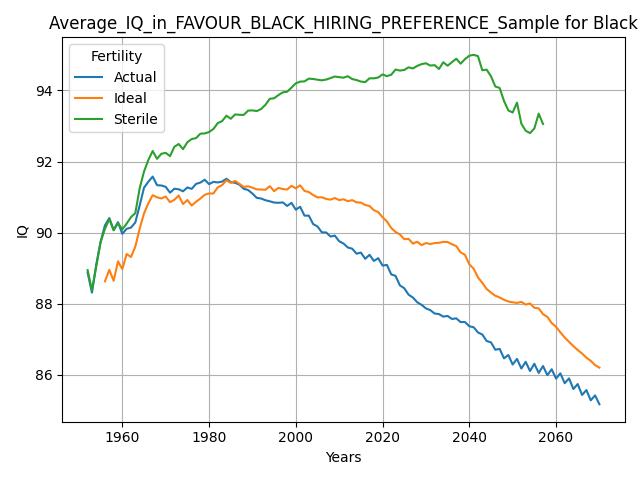 Average_IQ_in_FAVOUR_BLACK_HIRING_PREFERENCE_Sample for Black
Fertility
Actual
Ideal
Sterile
94
92
90
88
86
IQ
1960 1980 2000 2020 2040 2060
Years